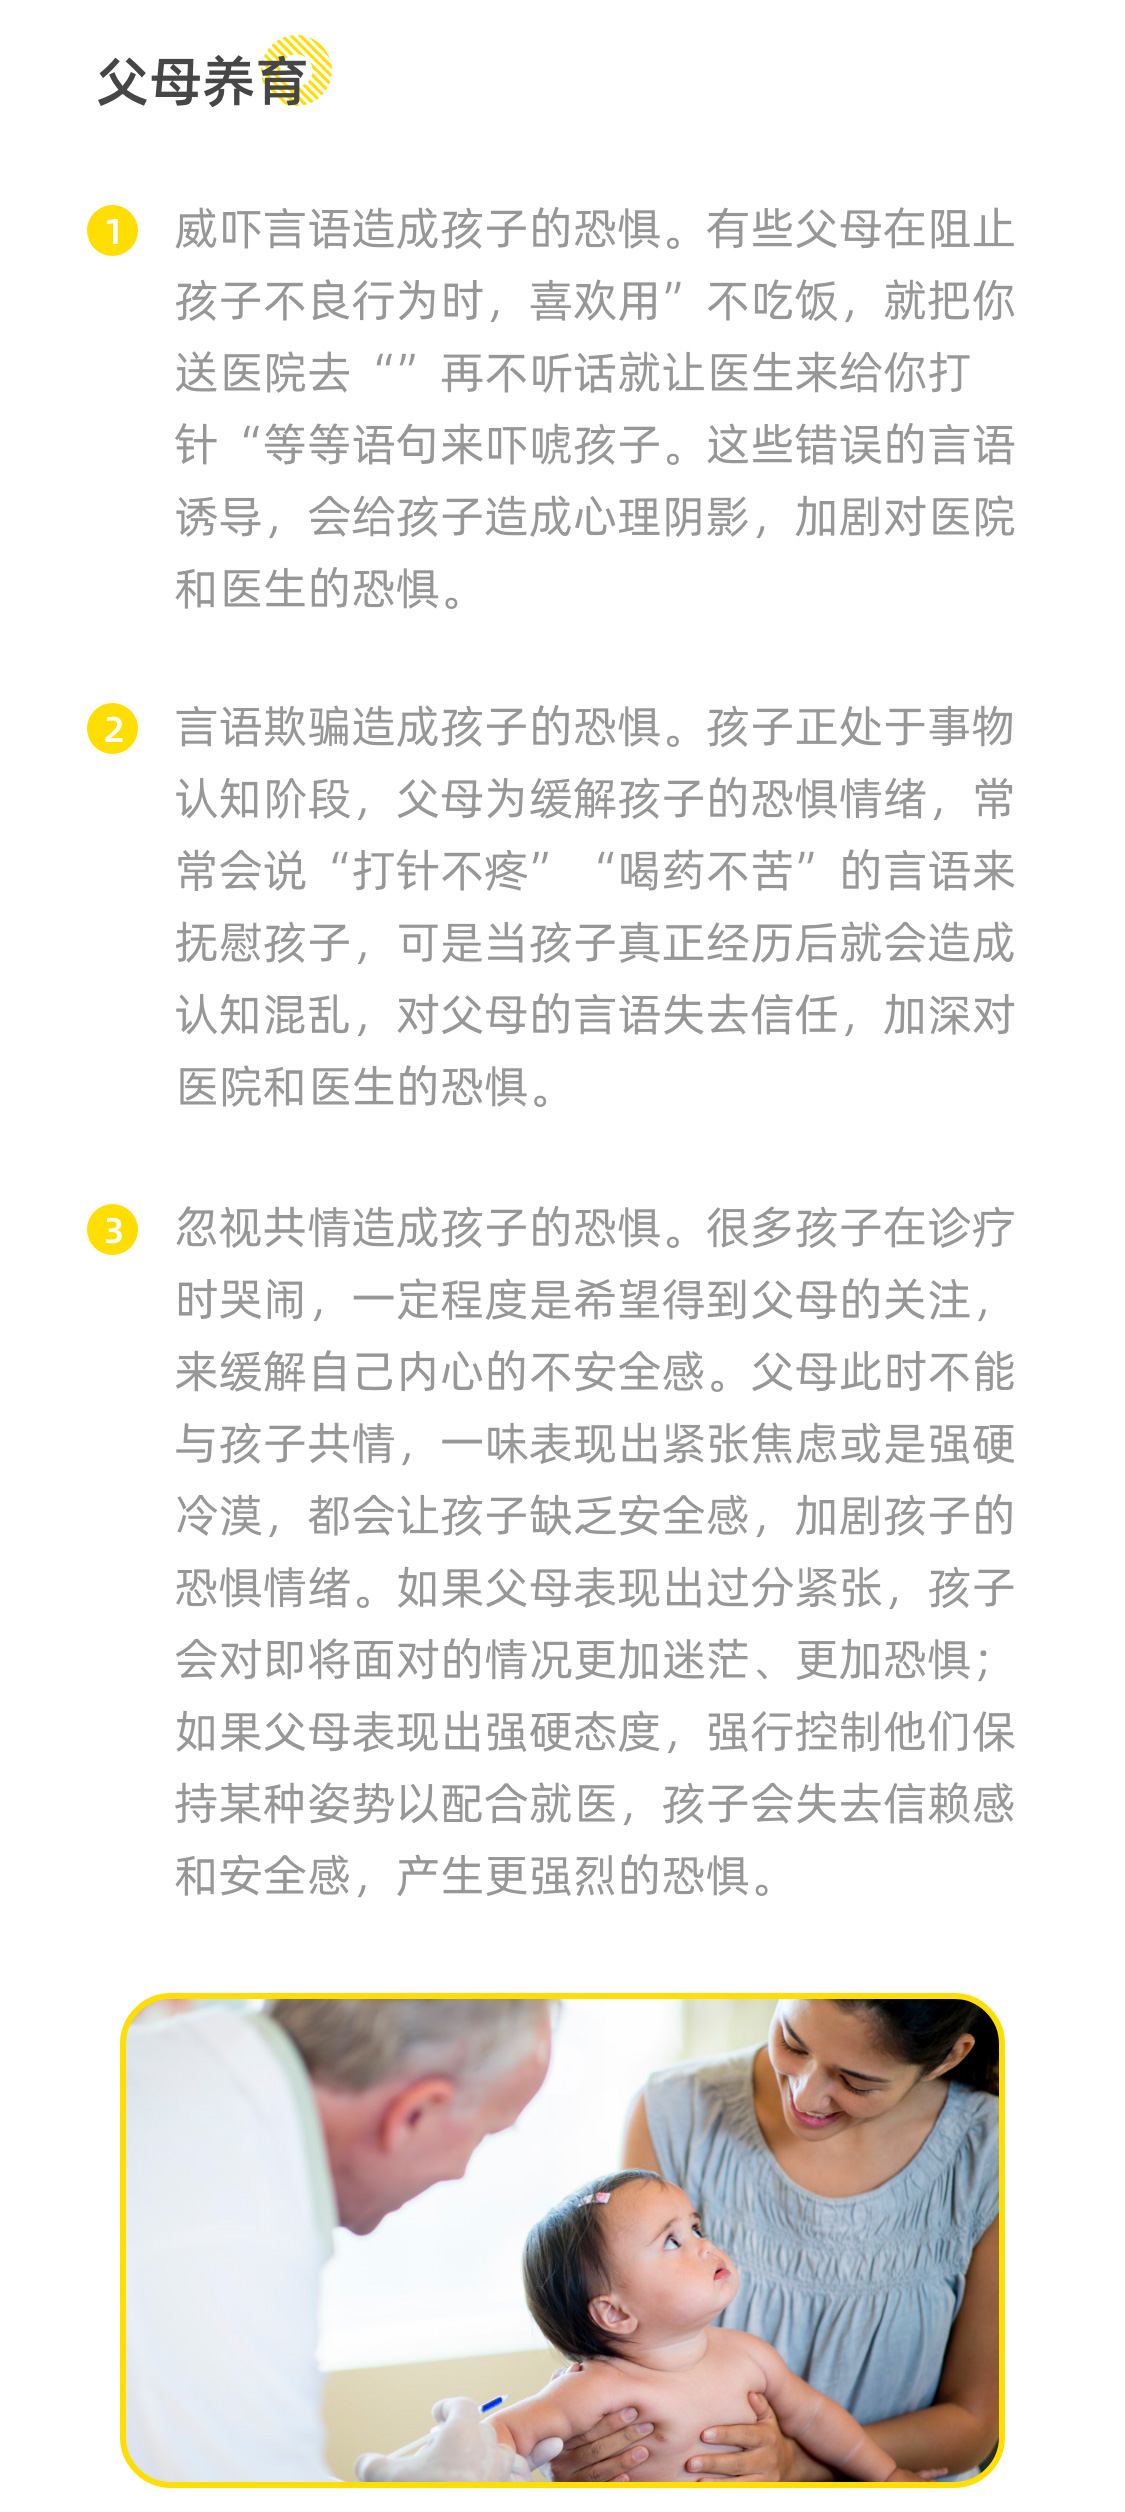 父母养育
1 威吓言语造成孩子的恐惧。有些父母在阻止
孩子不良行为时，喜欢用”不吃饭，就把你
送医院去“”再不听话就让医生来给你打
针“等等语句来吓唬孩子。这些错误的言语
诱导，会给孩子造成心理阴影，加剧对医院
和医生的恐惧。
2 言语欺骗造成孩子的恐惧。孩子正处于事物
认知阶段，父母为缓解孩子的恐惧情绪，常
常会说“打针不疼”“喝药不苦”的言语来
抚慰孩子，可是当孩子真正经历后就会造成
认知混乱，对父母的言语失去信任，加深对
医院和医生的恐惧。
3 忽视共情造成孩子的恐惧。很多孩子在诊疗
时哭闹，一定程度是希望得到父母的关注，
来缓解自己内心的不安全感。父母此时不能
与孩子共情，一味表现出紧张焦虑或是强硬
冷漠，都会让孩子缺乏安全感，加剧孩子的
恐惧情绪。如果父母表现出过分紧张，孩子
会对即将面对的情况更加迷茫、更加恐惧；
如果父母表现出强硬态度，强行控制他们保
持某种姿势以配合就医，孩子会失去信赖感
和安全感，产生更强烈的恐惧。